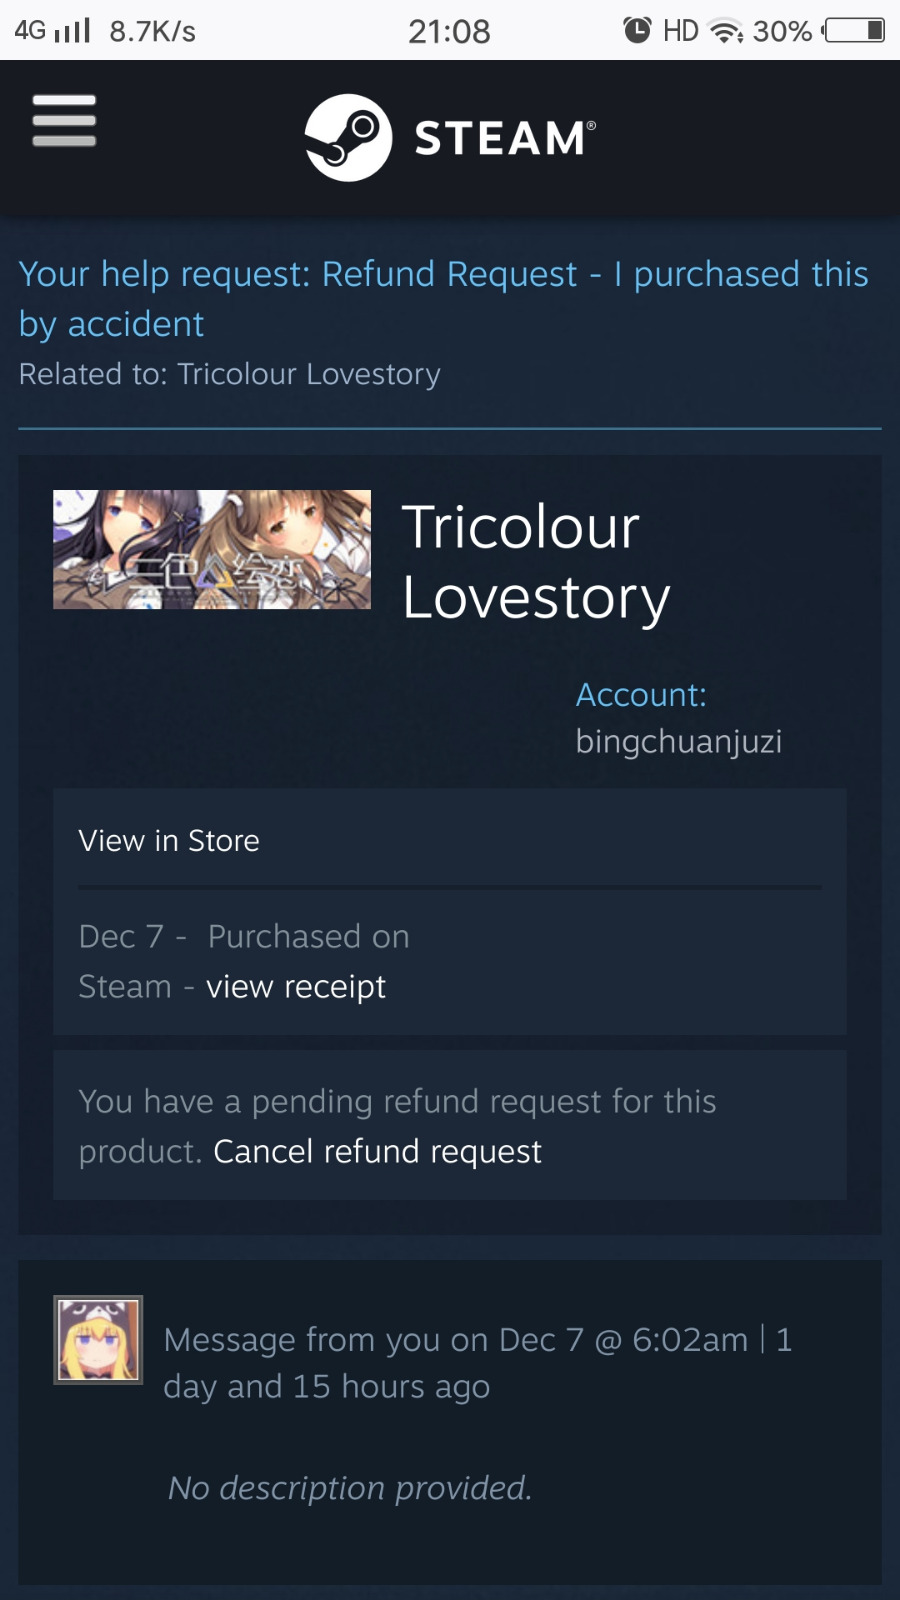 4G 8.7K/s 21:08 HD 30%
STEAM®
Your help request: Refund Request - I purchased this
by accident
Related to: Tricolour Lovestory
三色绘恋
Tricolour
Lovestory
Account:
bingchuanjuzi
View in Store
Dec 7 - Purchased on
Steam - view receipt
You have a pending refund request for this
product. Cancel refund request
Message from you on Dec 7 @ 6:02am | 1
day and 15 hours ago
No description provided.